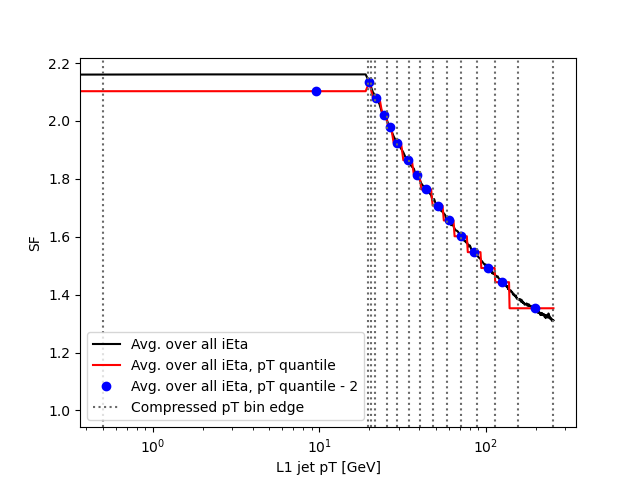 2.2
2.0
1.8
1.6
1.4
1.2
1.0
SF
Avg. over all iEta
Avg. over all iEta, pT quantile
Avg. over all iEta, pT quantile - 2
Compressed pT bin edge
10⁰
10¹
10²
L1 jet pT [GeV]